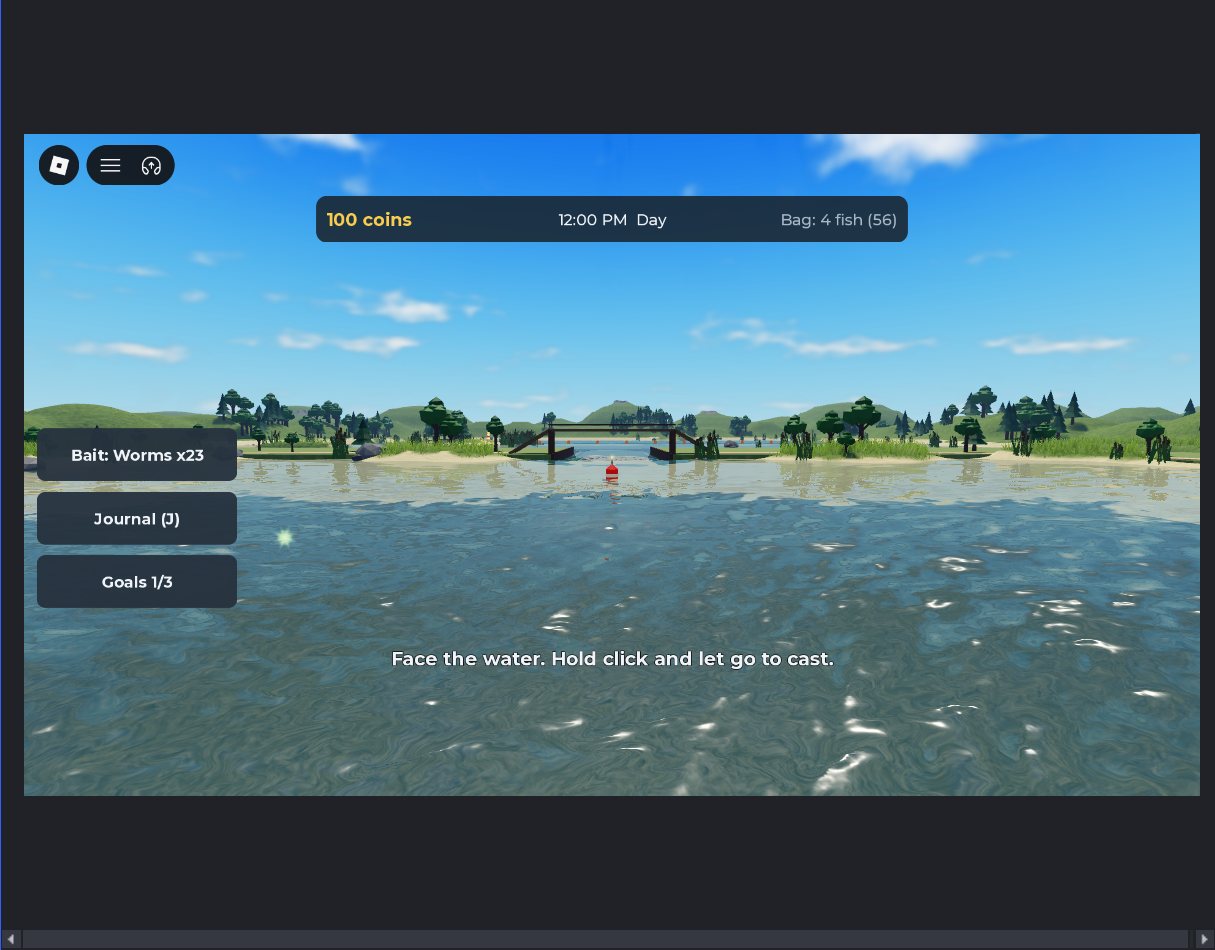 100 coins
12:00 PM Day
Bag: 4 fish (56)
Bait: Worms x23
Journal (J)
Goals 1/3
Face the water. Hold click and let go to cast.